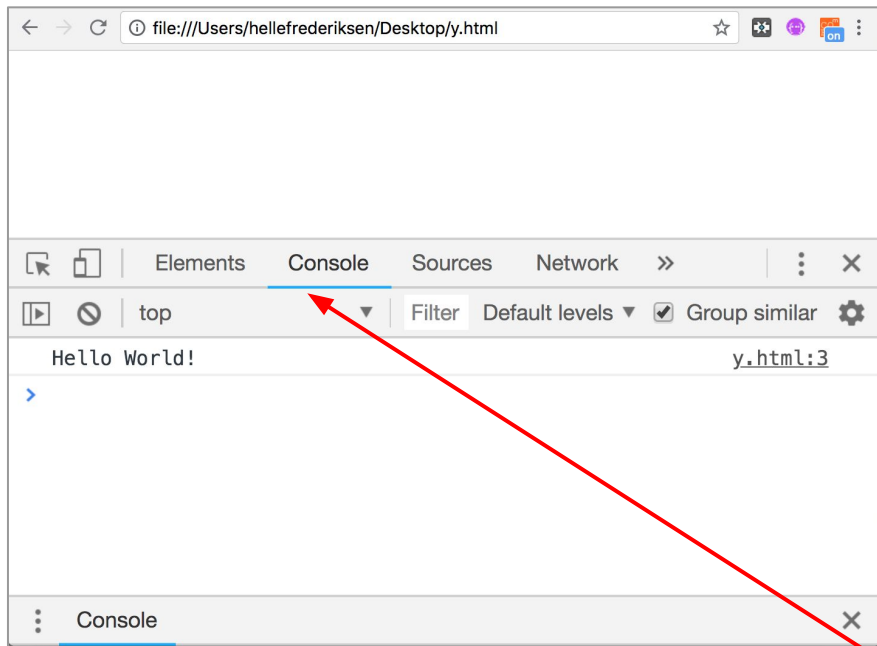 file:///Users/hellefrederiksen/Desktop/y.html
on
Elements Console Sources Network
top Filter Default levels Group similar
Hello World! y.html:3
Console